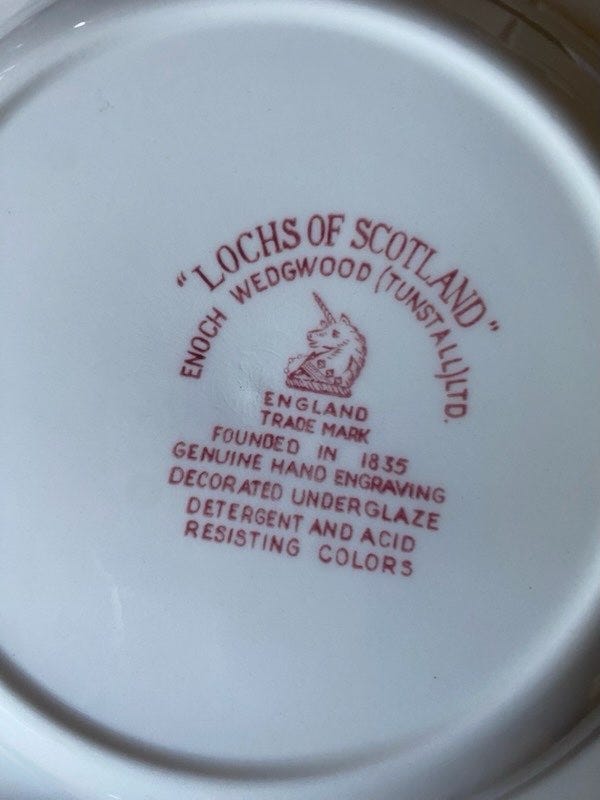 "LOCHS OF SCOTLAND"
ENOCH WEDGWOOD (TUNSTALL) LTD.
ENGLAND
TRADE MARK
FOUNDED IN 1835
GENUINE HAND ENGRAVING
DECORATED UNDERGLAZE
DETERGENT AND ACID
RESISTING COLORS